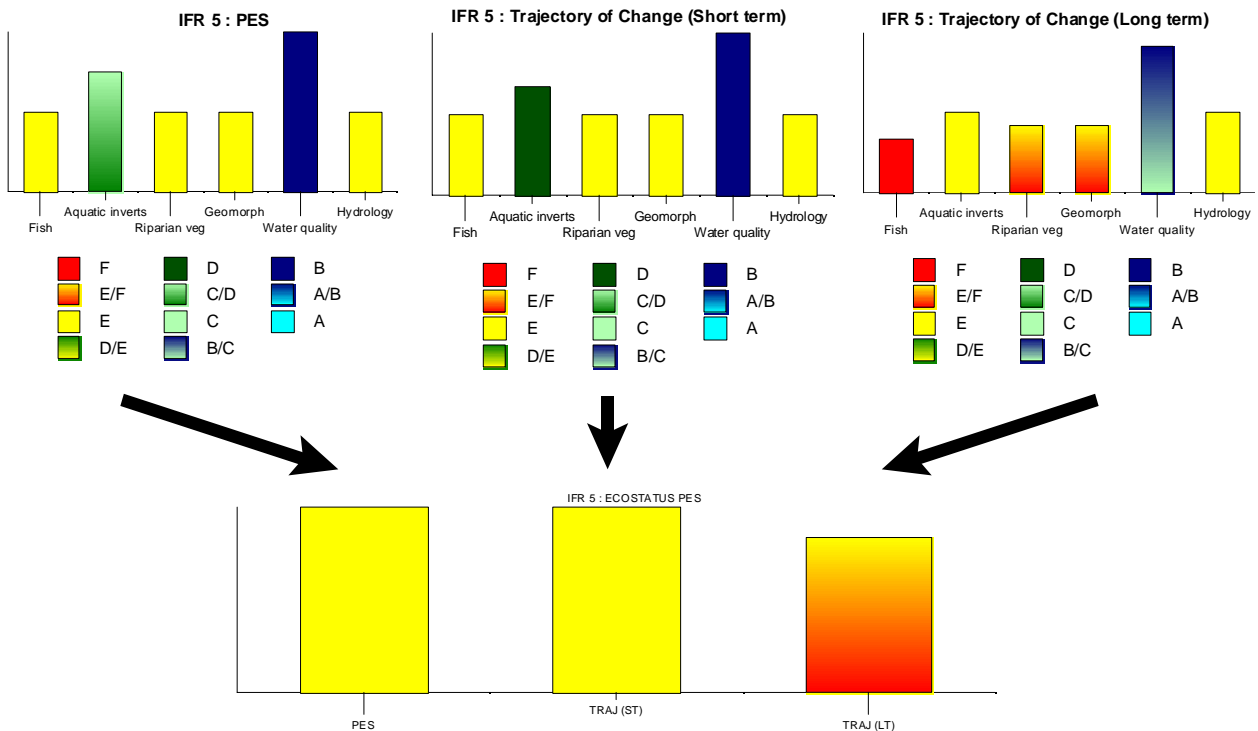 IFR 5 : PES
Fish
Aquatic inverts
Riparian veg
Geomorph
Water quality
Hydrology
F D B
E/F C/D A/B
E C A
D/E B/C
IFR 5 : Trajectory of Change (Short term)
Fish
Aquatic inverts
Riparian veg
Geomorph
Water quality
Hydrology
F D B
E/F C/D A/B
E C A
D/E B/C
IFR 5 : Trajectory of Change (Long term)
Fish
Aquatic inverts
Riparian veg
Geomorph
Water quality
Hydrology
F D B
E/F C/D A/B
E C A
D/E B/C
IFR 5 : ECOSTATUS PES
PES
TRAJ (ST)
TRAJ (LT)